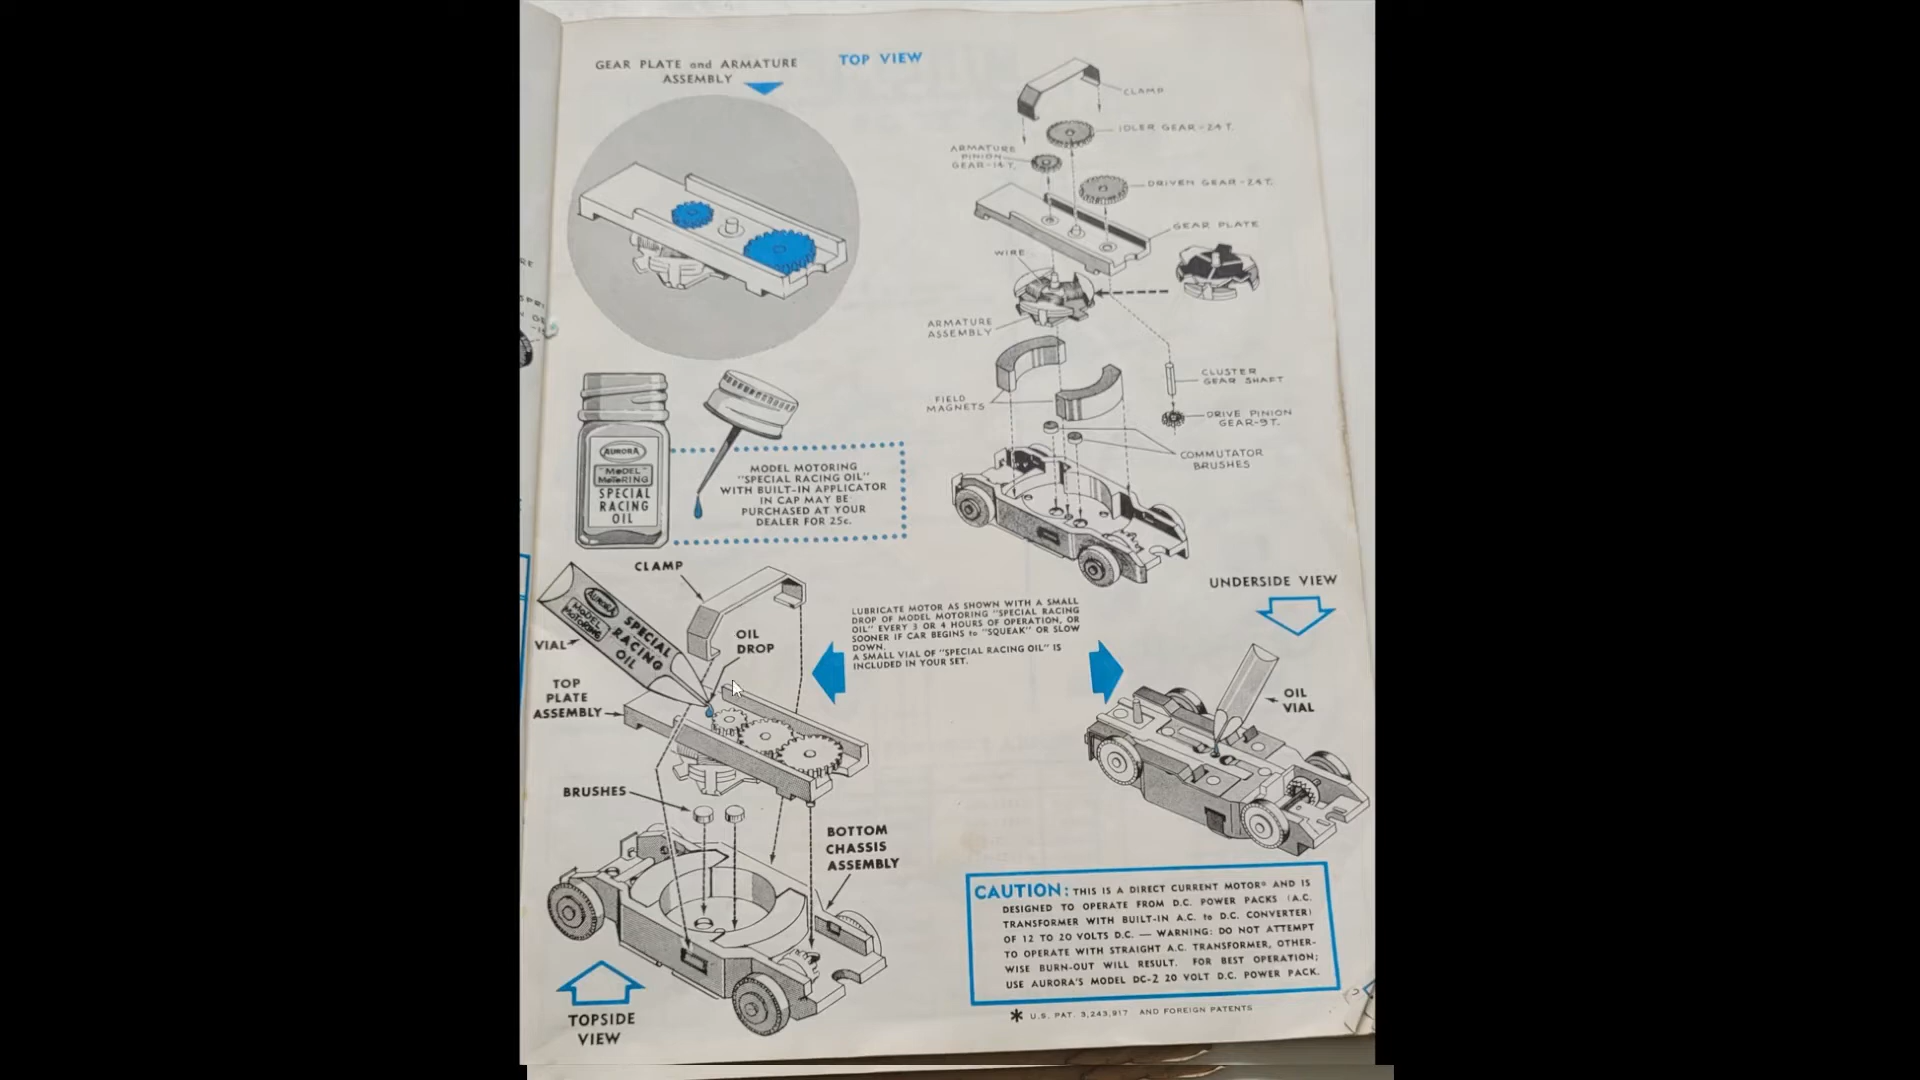 GEAR PLATE and ARMATURE
ASSEMBLY
TOP VIEW
CLAMP
IDLER GEAR-24T.
ARMATURE
PINION
GEAR-14T.
DRIVEN GEAR-24T.
GEAR PLATE
WIRE
ARMATURE
ASSEMBLY
CLUSTER
GEAR SHAFT
FIELD
MAGNETS
DRIVE PINION
GEAR-9T.
COMMUTATOR
BRUSHES
AURORA
"MODEL
MOTORING
SPECIAL
RACING
OIL
MODEL MOTORING
"SPECIAL RACING OIL"
WITH BUILT-IN APPLICATOR
IN CAP MAY BE
PURCHASED AT YOUR
DEALER FOR 25c.
CLAMP
AURORA
MODEL
MOTORING
SPECIAL
RACING
OIL
VIAL
OIL
DROP
TOP
PLATE
ASSEMBLY
BRUSHES
BOTTOM
CHASSIS
ASSEMBLY
TOPSIDE
VIEW
LUBRICATE MOTOR AS SHOWN WITH A SMALL
DROP OF MODEL MOTORING "SPECIAL RACING
OIL" EVERY 3 OR 4 HOURS OF OPERATION, OR
SOONER IF CAR BEGINS to "SQUEAK" OR SLOW
DOWN.
A SMALL VIAL OF "SPECIAL RACING OIL" IS
INCLUDED IN YOUR SET.
UNDERSIDE VIEW
OIL
VIAL
CAUTION: THIS IS A DIRECT CURRENT MOTOR* AND IS
DESIGNED TO OPERATE FROM D.C. POWER PACKS (A.C.
TRANSFORMER WITH BUILT-IN A.C. to D.C. CONVERTER)
OF 12 TO 20 VOLTS D.C. — WARNING: DO NOT ATTEMPT
TO OPERATE WITH STRAIGHT A.C. TRANSFORMER, OTHER-
WISE BURN-OUT WILL RESULT. FOR BEST OPERATION;
USE AURORA'S MODEL DC-2 20 VOLT D.C. POWER PACK.
* U.S. PAT. 3,243,917 AND FOREIGN PATENTS